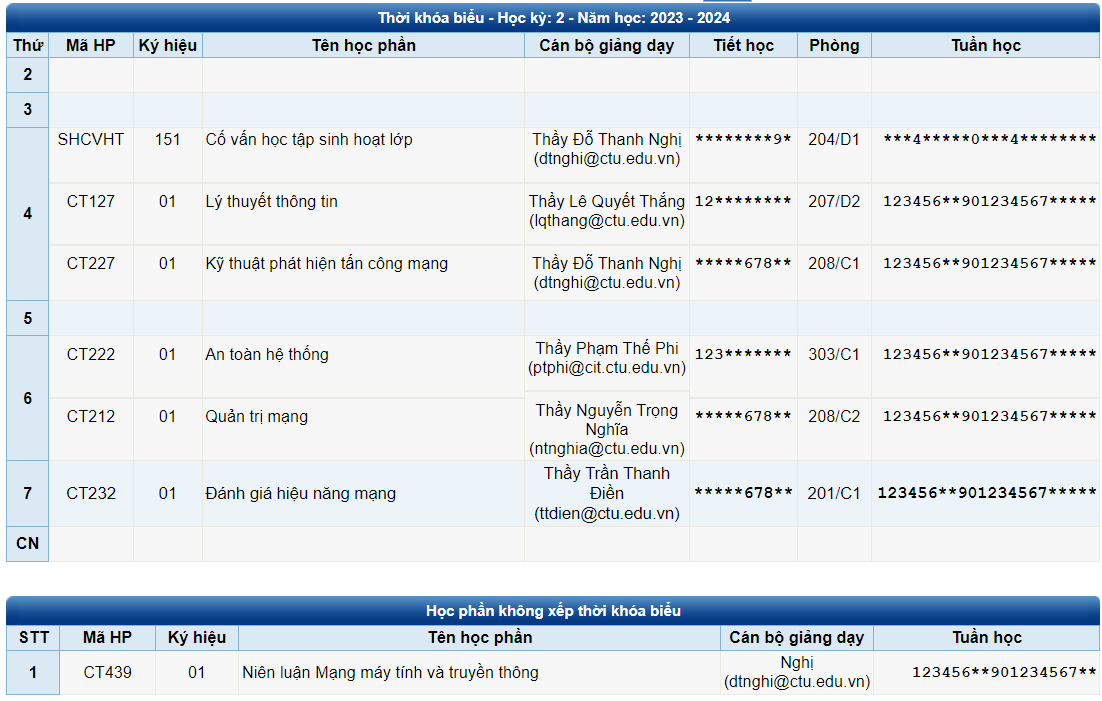 Thời khóa biểu - Học kỳ: 2 - Năm học: 2023 - 2024
Thứ Mã HP Ký hiệu Tên học phần Cán bộ giảng dạy Tiết học Phòng Tuần học
2
3
4
SHCVHT 151 Cố vấn học tập sinh hoạt lớp Thầy Đỗ Thanh Nghị ********9* 204/D1 ***4*****0***4********
(dtnghi@ctu.edu.vn)
CT127 01 Lý thuyết thông tin Thầy Lê Quyết Thắng 12******** 207/D2 123456**901234567*****
(lqthang@ctu.edu.vn)
CT227 01 Kỹ thuật phát hiện tấn công mạng Thầy Đỗ Thanh Nghị *****678** 208/C1 123456**901234567*****
(dtnghi@ctu.edu.vn)
5
6
CT222 01 An toàn hệ thống Thầy Phạm Thế Phi 123******* 303/C1 123456**901234567*****
(ptphi@cit.ctu.edu.vn)
CT212 01 Quản trị mạng Thầy Nguyễn Trọng *****678** 208/C2 123456**901234567*****
Nghĩa
(ntnghia@ctu.edu.vn)
Thầy Trần Thanh
7 CT232 01 Đánh giá hiệu năng mạng Điền *****678** 201/C1 123456**901234567*****
(ttdien@ctu.edu.vn)
CN
Học phần không xếp thời khóa biểu
STT Mã HP Ký hiệu Tên học phần Cán bộ giảng dạy Tuần học
1 CT439 01 Niên luận Mạng máy tính và truyền thông Nghị 123456**901234567**
(dtnghi@ctu.edu.vn)